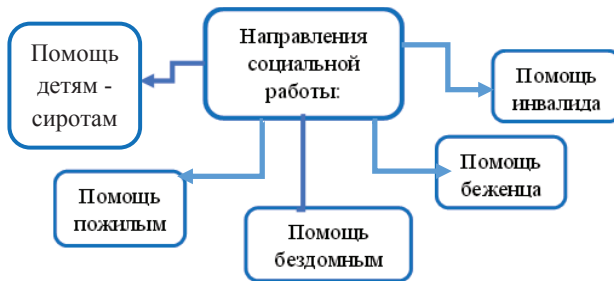 Направления
социальной
работы:
Помощь
детям -
сиротам
Помощь
инвалида
Помощь
беженца
Помощь
пожилым
Помощь
бездомным